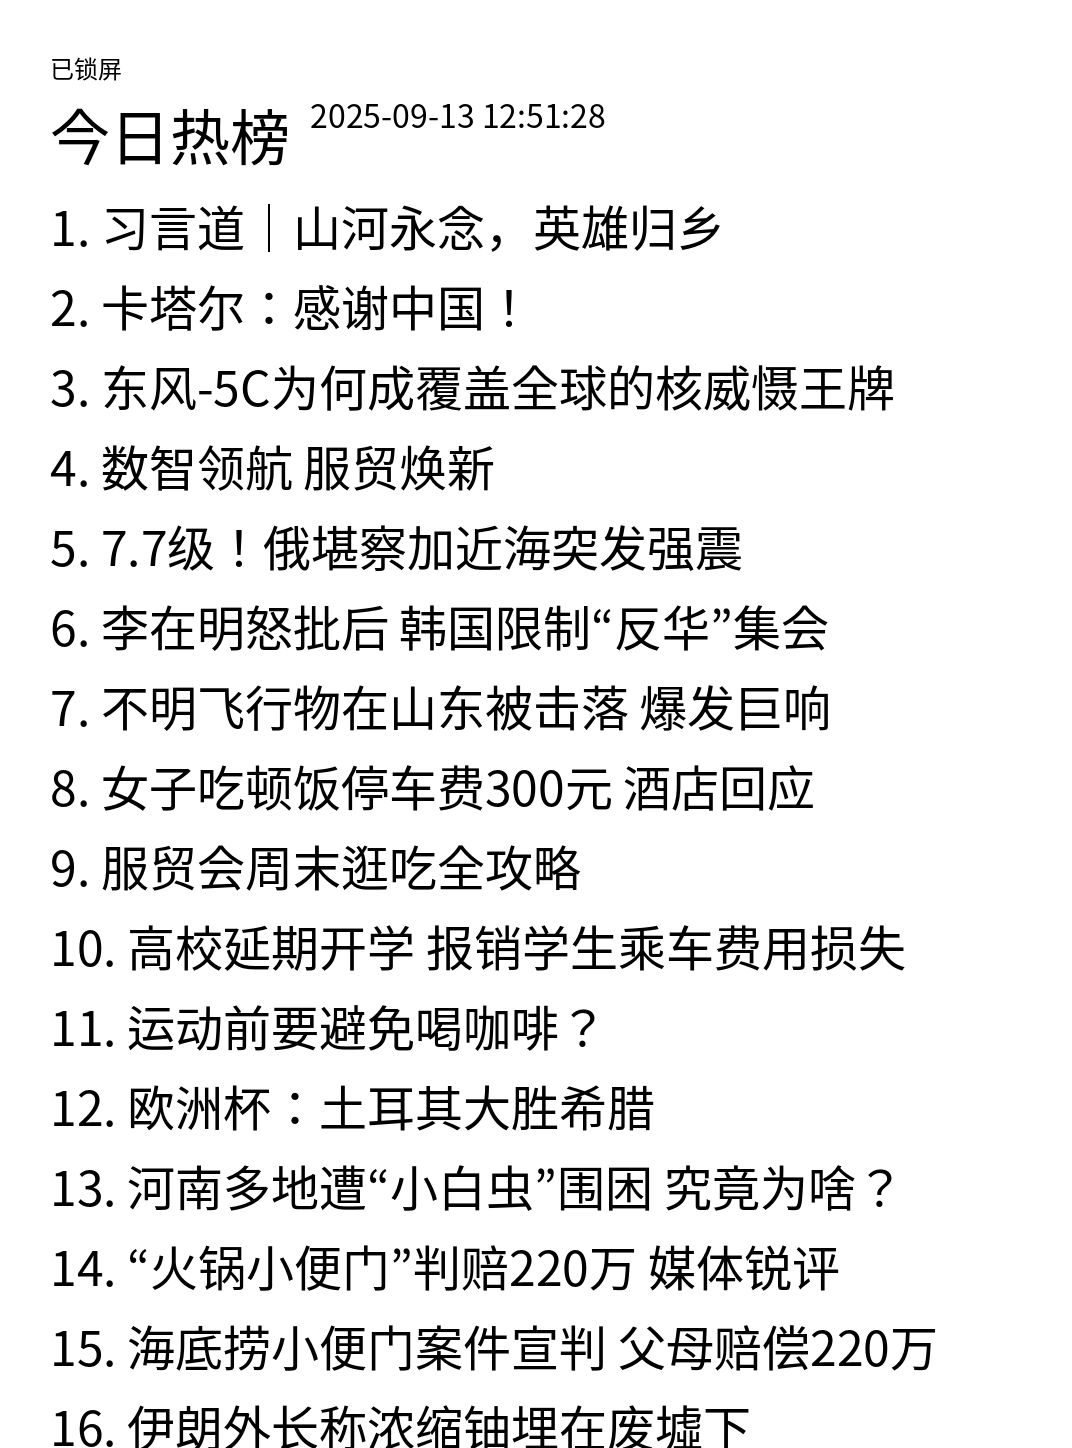 已锁屏
今日热榜 2025-09-13 12:51:28
1. 习言道｜山河永念，英雄归乡
2. 卡塔尔：感谢中国！
3. 东风-5C为何成覆盖全球的核威慑王牌
4. 数智领航 服贸焕新
5. 7.7级！俄堪察加近海突发强震
6. 李在明怒批后 韩国限制“反华”集会
7. 不明飞行物在山东被击落 爆发巨响
8. 女子吃顿饭停车费300元 酒店回应
9. 服贸会周末逛吃全攻略
10. 高校延期开学 报销学生乘车费用损失
11. 运动前要避免喝咖啡？
12. 欧洲杯：土耳其大胜希腊
13. 河南多地遭“小白虫”围困 究竟为啥？
14. “火锅小便门”判赔220万 媒体锐评
15. 海底捞小便门案件宣判 父母赔偿220万
16. 伊朗外长称浓缩铀埋在废墟下